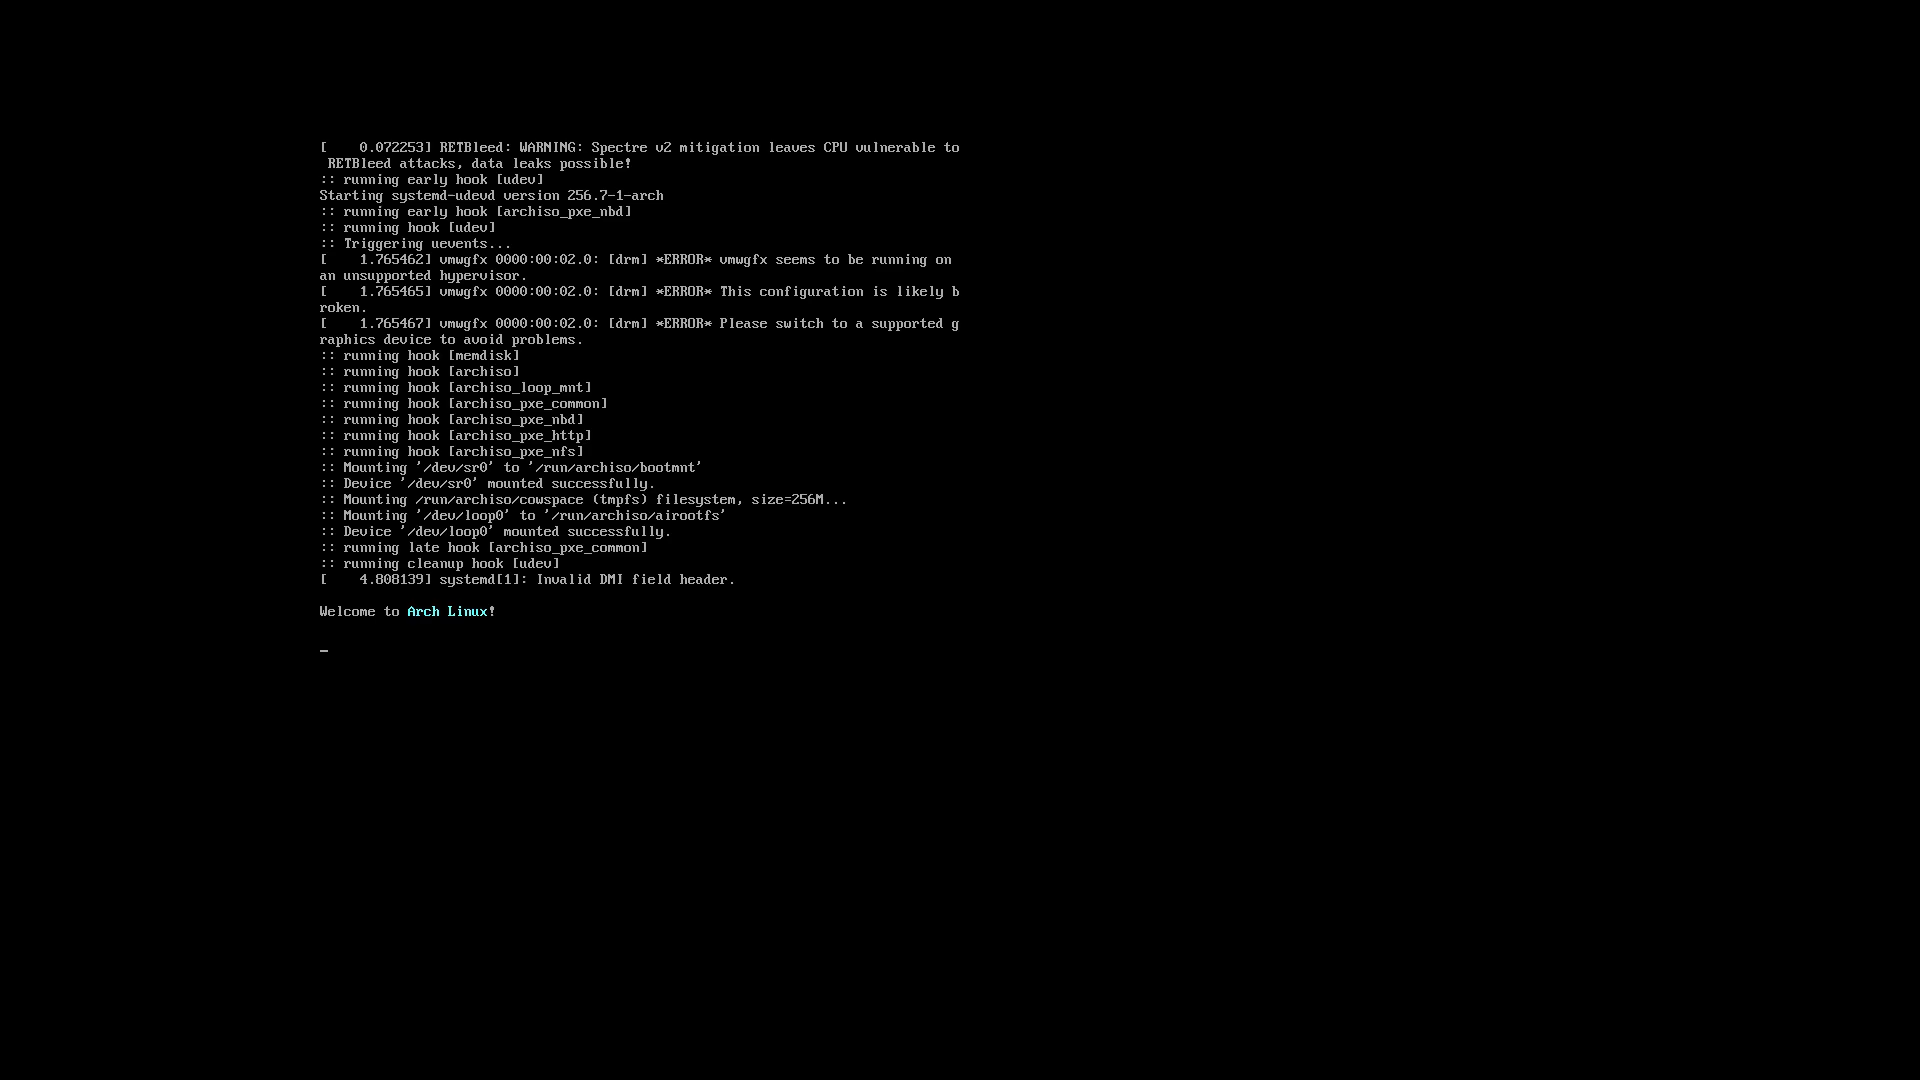 [    0.072253] RETBleed: WARNING: Spectre v2 mitigation leaves CPU vulnerable to
 RETBleed attacks, data leaks possible!
:: running early hook [udev]
Starting systemd-udevd version 256.7-1-arch
:: running early hook [archiso_pxe_nbd]
:: running hook [udev]
:: Triggering uevents...
[    1.765462] vmwgfx 0000:00:02.0: [drm] *ERROR* vmwgfx seems to be running on
an unsupported hypervisor.
[    1.765465] vmwgfx 0000:00:02.0: [drm] *ERROR* This configuration is likely b
roken.
[    1.765467] vmwgfx 0000:00:02.0: [drm] *ERROR* Please switch to a supported g
raphics device to avoid problems.
:: running hook [memdisk]
:: running hook [archiso]
:: running hook [archiso_loop_mnt]
:: running hook [archiso_pxe_common]
:: running hook [archiso_pxe_nbd]
:: running hook [archiso_pxe_http]
:: running hook [archiso_pxe_nfs]
:: Mounting '/dev/sr0' to '/run/archiso/bootmnt'
:: Device '/dev/sr0' mounted successfully.
:: Mounting /run/archiso/cowspace (tmpfs) filesystem, size=256M...
:: Mounting '/dev/loop0' to '/run/archiso/airootfs'
:: Device '/dev/loop0' mounted successfully.
:: running late hook [archiso_pxe_common]
:: running cleanup hook [udev]
[    4.808139] systemd[1]: Invalid DMI field header.
Welcome to Arch Linux!
_